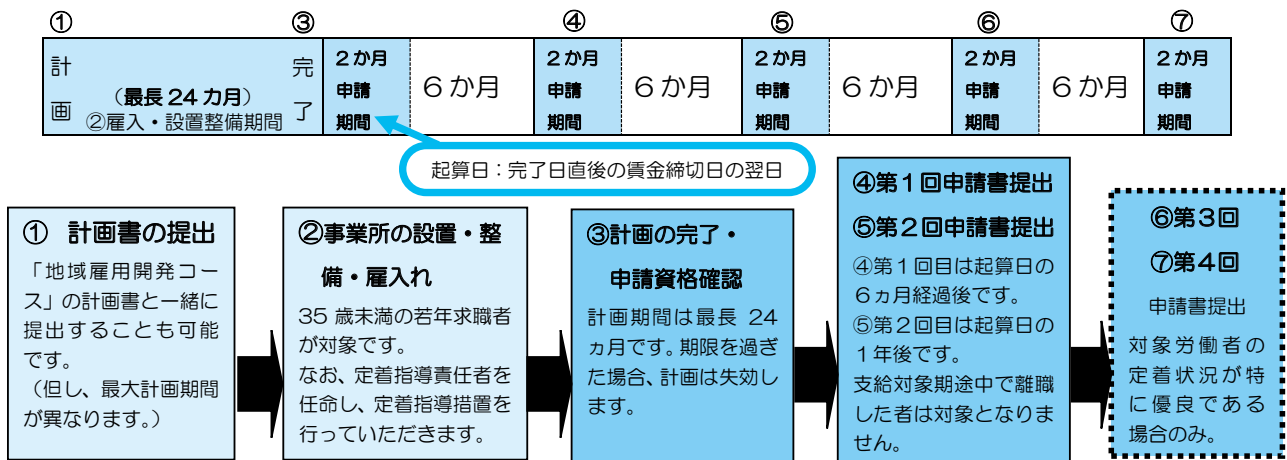 ① ③ ④ ⑤ ⑥ ⑦
計画
(最長24カ月)
②雇入・設置整備期間
完了
2か月
申請
期間
6か月
2か月
申請
期間
6か月
2か月
申請
期間
6か月
2か月
申請
期間
6か月
2か月
申請
期間
起算日:完了日直後の賃金締切日の翌日
① 計画書の提出
「地域雇用開発コー
ス」の計画書と一緒に
提出することも可能
です。
(但し、最大計画期間
が異なります。)
②事業所の設置・整
備・雇入れ
35歳未満の若年求職者
が対象です。
なお、定着指導責任者を
任命し、定着指導措置を
行っていただきます。
③計画の完了・
申請資格確認
計画期間は最長 24
ヵ月です。期限を過ぎ
た場合、計画は失効し
ます。
④第1回申請書提出
⑤第2回申請書提出
④第1回目は起算日の
6ヵ月経過後です。
⑤第2回目は起算日の
1年後です。
支給対象期途中で離職
した者は対象となりま
せん。
⑥第3回
⑦第4回
申請書提出
対象労働者の
定着状況が特
に優良である
場合のみ。